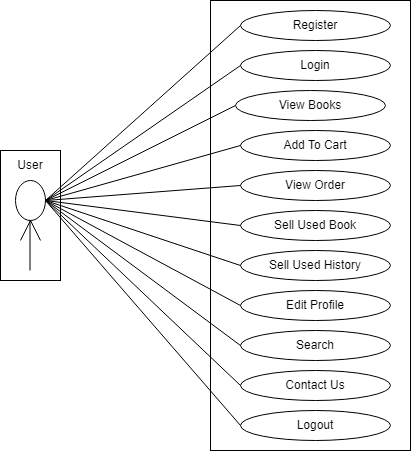 User
Register
Login
View Books
Add To Cart
View Order
Sell Used Book
Sell Used History
Edit Profile
Search
Contact Us
Logout